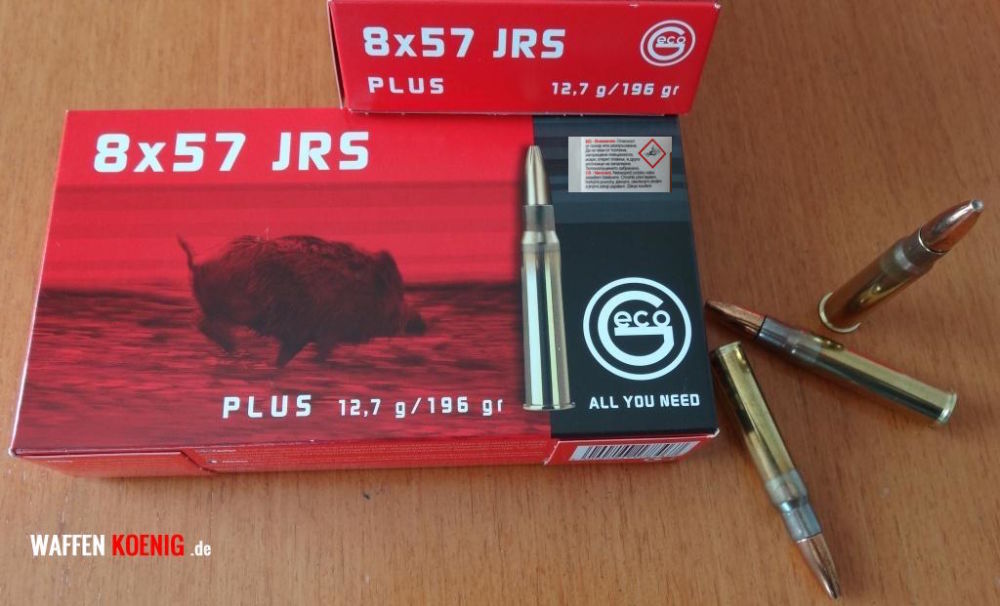 8x57 JRS
PLUS
12,7 g/196 gr
geco
8x57 JRS
geco
PLUS 12,7 g/196 gr
ALL YOU NEED
WAFFEN KOENIG .de